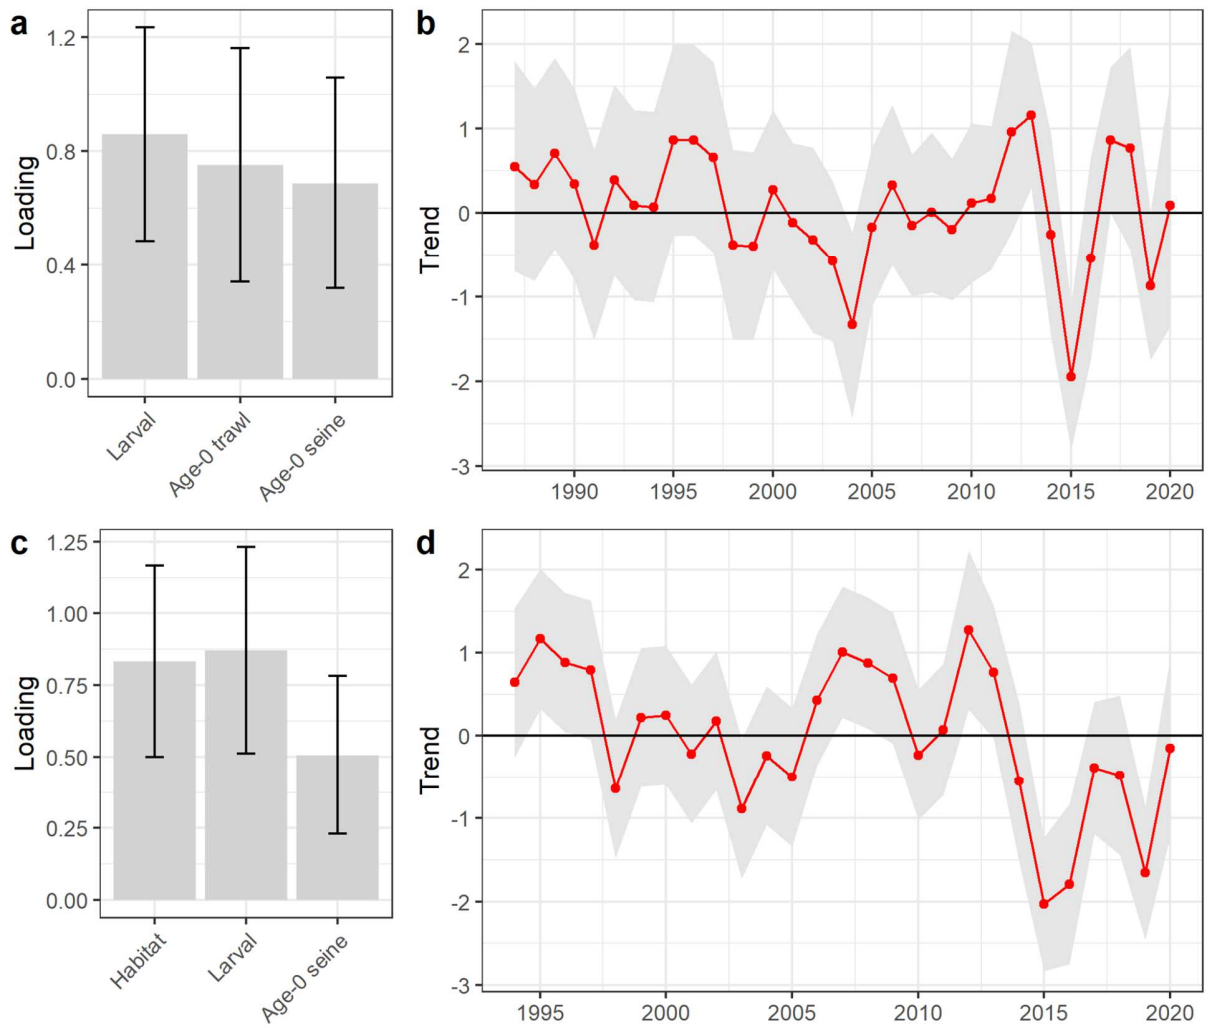 a
Loading
1.2
0.8
0.4
0.0
Larval
Age-0 trawl
Age-0 seine
b
Trend
2
1
0
-1
-2
-3
1990 1995 2000 2005 2010 2015 2020
c
Loading
1.25
1.00
0.75
0.50
0.25
0.00
Habitat
Larval
Age-0 seine
d
Trend
2
1
0
-1
-2
-3
1995 2000 2005 2010 2015 2020